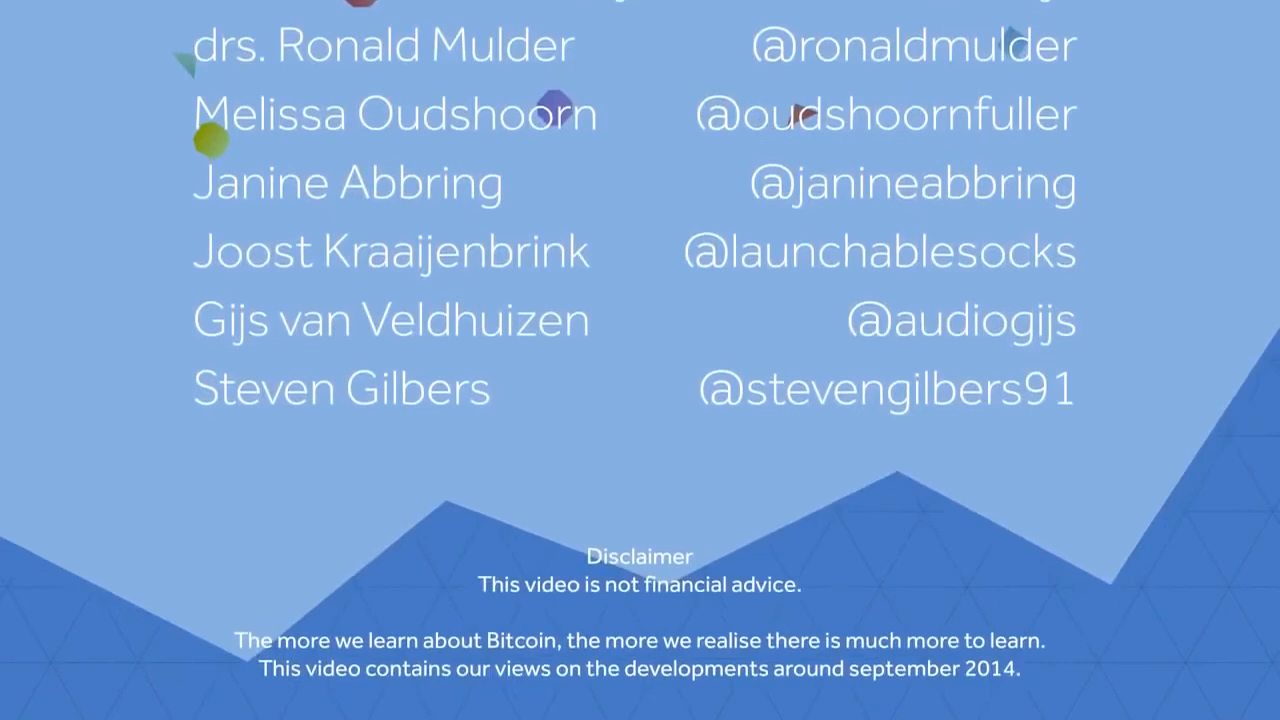 drs. Ronald Mulder @ronaldmulder
Melissa Oudshoorn @oudshoornfuller
Janine Abbring @janineabbring
Joost Kraaijenbrink @launchablesocks
Gijs van Veldhuizen @audiogijs
Steven Gilbers @stevengilbers91
Disclaimer
This video is not financial advice.
The more we learn about Bitcoin, the more we realise there is much more to learn.
This video contains our views on the developments around september 2014.